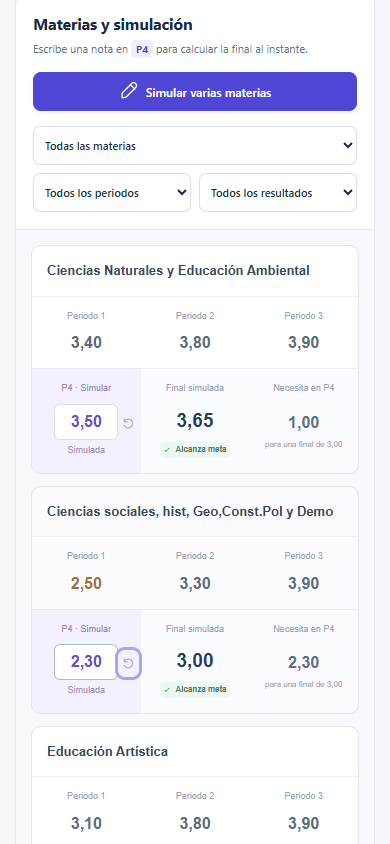 Materias y simulación
Escribe una nota en P4 para calcular la final al instante.
Simular varias materias
Todas las materias
Todos los periodos
Todos los resultados
Ciencias Naturales y Educación Ambiental
Periodo 1 Periodo 2 Periodo 3
3,40 3,80 3,90
P4 · Simular Final simulada Necesita en P4
3,50 3,65 1,00
Simulada ✓ Alcanza meta para una final de 3,00
Ciencias sociales, hist, Geo,Const.Pol y Demo
Periodo 1 Periodo 2 Periodo 3
2,50 3,30 3,90
P4 · Simular Final simulada Necesita en P4
2,30 3,00 2,30
Simulada ✓ Alcanza meta para una final de 3,00
Educación Artística
Periodo 1 Periodo 2 Periodo 3
3,10 3,80 3,90